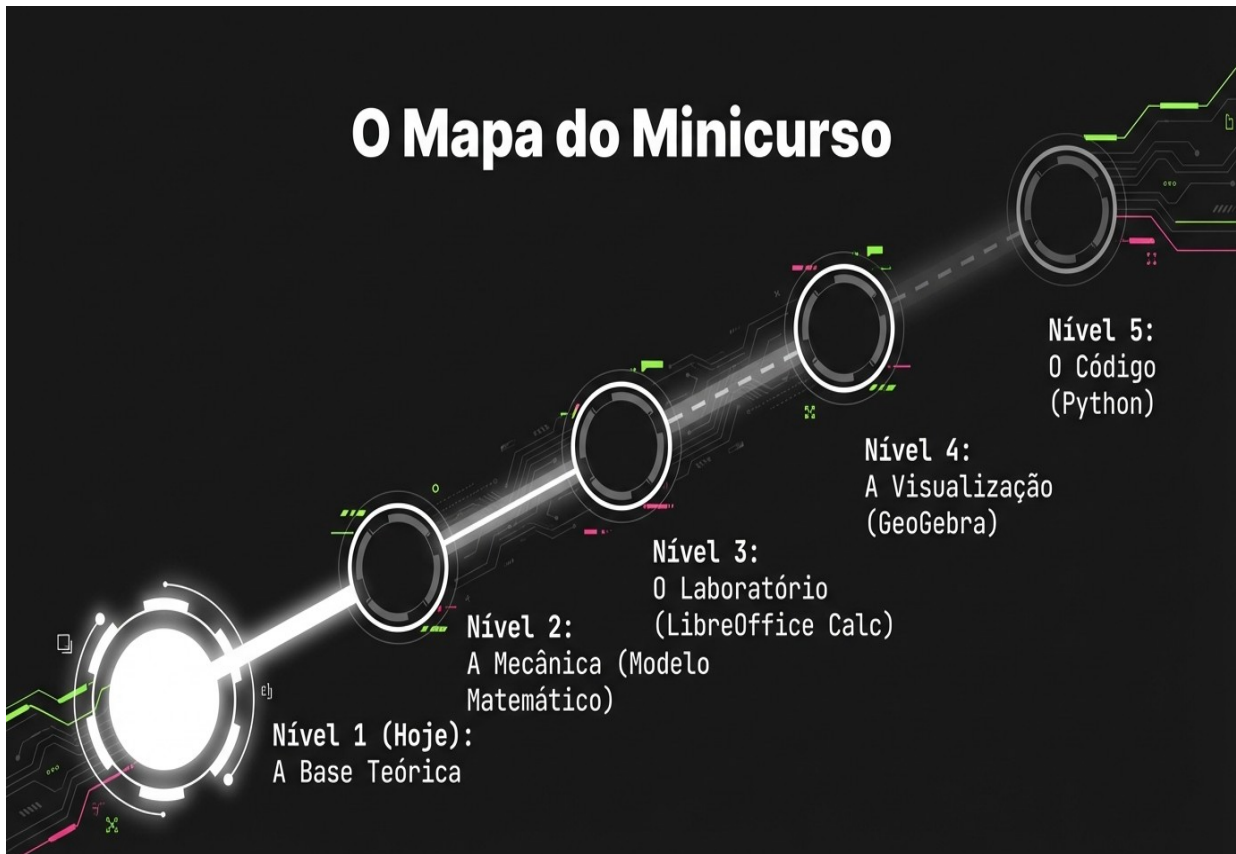 O Mapa do Minicurso
Nível 1 (Hoje):
A Base Teórica
Nível 2:
A Mecânica (Modelo
Matemático)
Nível 3:
O Laboratório
(LibreOffice Calc)
Nível 4:
A Visualização
(GeoGebra)
Nível 5:
O Código
(Python)